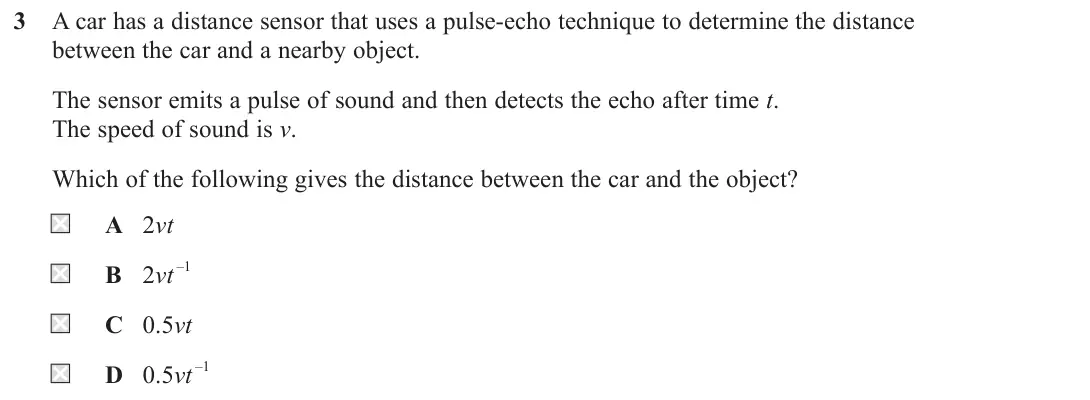 3 A car has a distance sensor that uses a pulse-echo technique to determine the distance
between the car and a nearby object.
The sensor emits a pulse of sound and then detects the echo after time t.
The speed of sound is v.
Which of the following gives the distance between the car and the object?
A 2vt
B 2vt⁻¹
C 0.5vt
D 0.5vt⁻¹